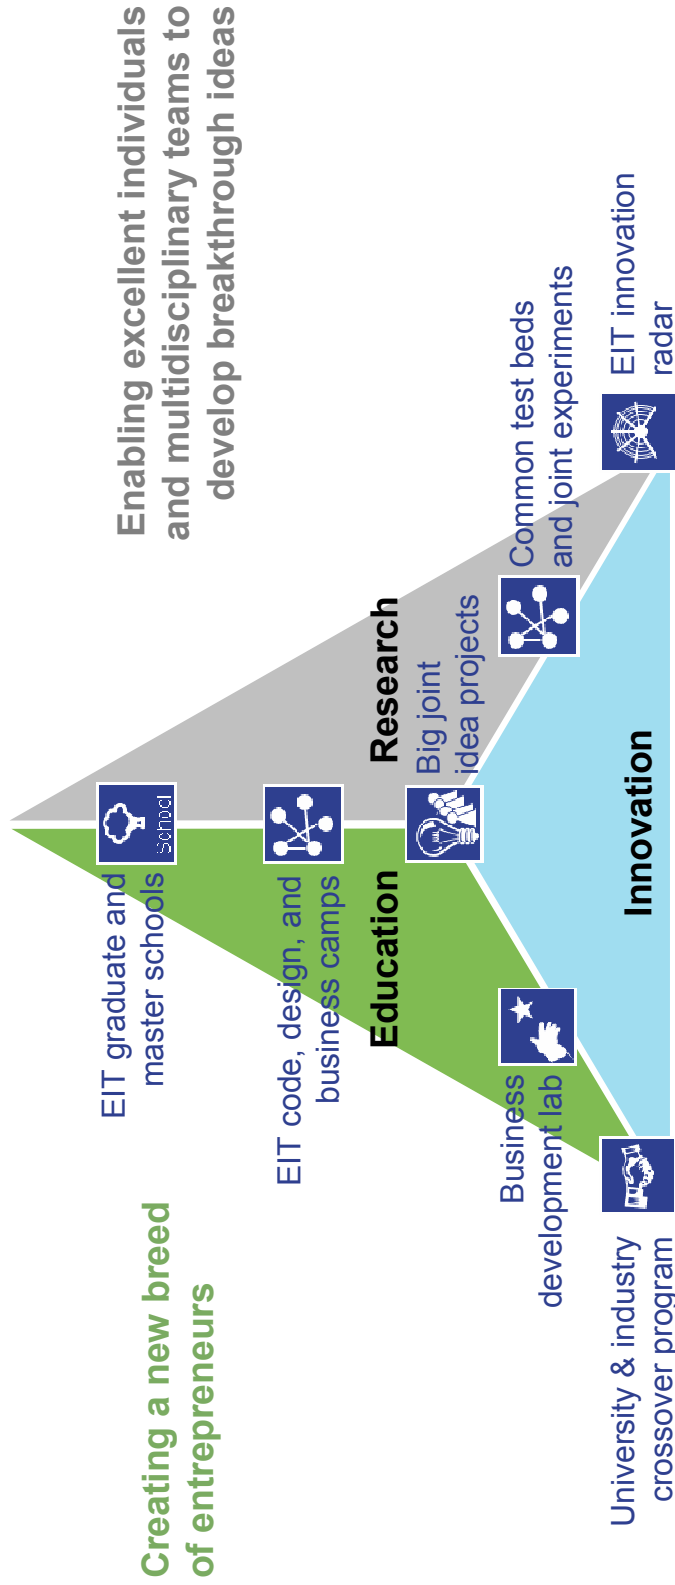 Creating a new breed
of entrepreneurs
Enabling excellent individuals
and multidisciplinary teams to
develop breakthrough ideas
EIT graduate and
master schools
School
EIT code, design, and
business camps
Education
Research
Big joint
idea projects
Business
development lab
Common test beds
and joint experiments
University & industry
crossover program
Innovation
EIT innovation
radar